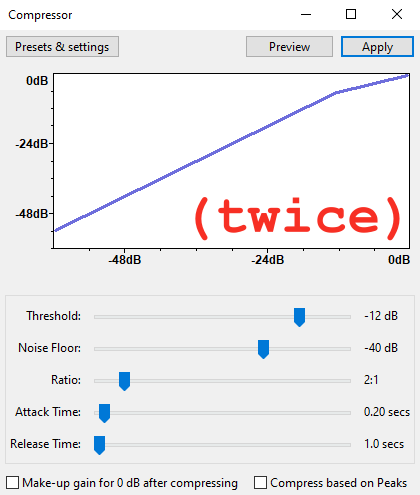 Compressor
Presets & settings
Preview
Apply
0dB
-24dB
-48dB
(twice)
-48dB
-24dB
0dB
Threshold:
-12 dB
Noise Floor:
-40 dB
Ratio:
2:1
Attack Time:
0.20 secs
Release Time:
1.0 secs
Make-up gain for 0 dB after compressing
Compress based on Peaks